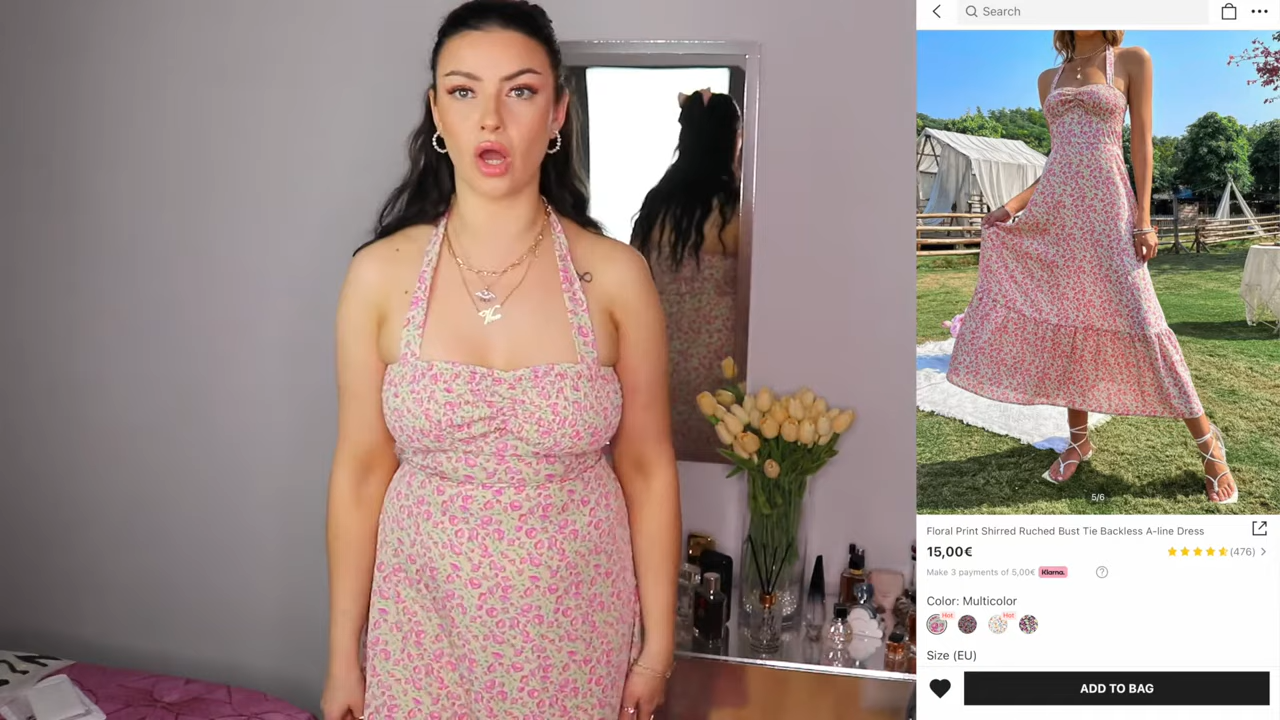 Search
5/6
Floral Print Shirred Ruched Bust Tie Backless A-line Dress
15,00€
(476)
Make 3 payments of 5,00€ Klarna.
?
Color: Multicolor
Hot
Hot
Size (EU)
ADD TO BAG